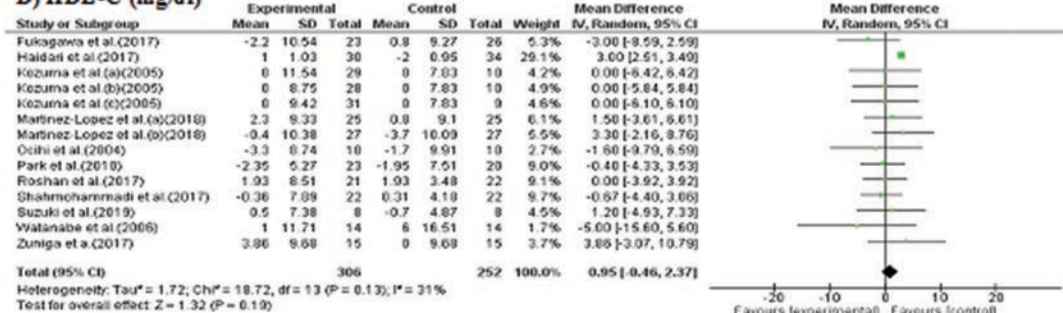 D) HDL-C (mg/dl)
Experimental Control Mean Difference Mean Difference
Study or Subgroup Mean SD Total Mean SD Total Weight IV, Random, 95% CI IV, Random, 95% CI
Fukagawa et al.(2017) -2.2 10.54 23 0.8 9.27 26 5.3% -3.00 [-8.59, 2.59]
Haidari et al.(2017) 1 1.03 30 -2 0.95 34 29.1% 3.00 [2.51, 3.49]
Kozuma et al.(a)(2005) 0 11.54 29 0 7.83 10 4.2% 0.00 [-6.42, 6.42]
Kozuma et al.(b)(2005) 0 8.75 28 0 7.83 10 4.9% 0.00 [-5.84, 5.84]
Kozuma et al.(c)(2005) 0 9.42 31 0 7.83 9 4.6% 0.00 [-6.10, 6.10]
Martinez-Lopez et al.(a)(2018) 2.3 9.33 25 0.8 9.1 25 6.1% 1.50 [-3.61, 6.61]
Martinez-Lopez et al.(b)(2018) -0.4 10.38 27 -3.7 10.09 27 5.5% 3.30 [-2.16, 8.76]
Ocihi et al.(2004) -3.3 8.74 10 -1.7 9.91 10 -1.60 [-9.79, 6.59]
Park et al.(2010) -2.35 5.27 23 -1.95 7.51 20 9.0% -0.40 [-4.33, 3.53]
Roshan et al.(2017) 1.93 8.51 21 1.93 3.48 22 9.1% 0.00 [-3.92, 3.92]
Shahmohammadi et al.(2017) -0.36 7.89 22 0.31 4.18 22 -0.67 [-4.40, 3.06]
Suzuki et al.(2019) 0.5 7.38 8 -0.7 4.87 8 4.5% 1.20 [-4.93, 7.33]
Watanabe et al.(2006) 1 11.71 14 6 16.51 14 -5.00 [-15.60, 5.60]
Zuniga e a.(2017) 3.86 9.68 15 0 9.68 15 3.7% 3.86 [-3.07, 10.79]
Total (95% CI) 306 252 100.0% 0.95 [-0.46, 2.37]
Heterogeneity: Tau² = 1.72; Chi² = 18.72, df = 13 (P = 0.13); I² = 31%
Test for overall effect: Z = 1.32 (P = 0.19)
-20 -10 0 10 20
Favours [experimental] Favours [control]